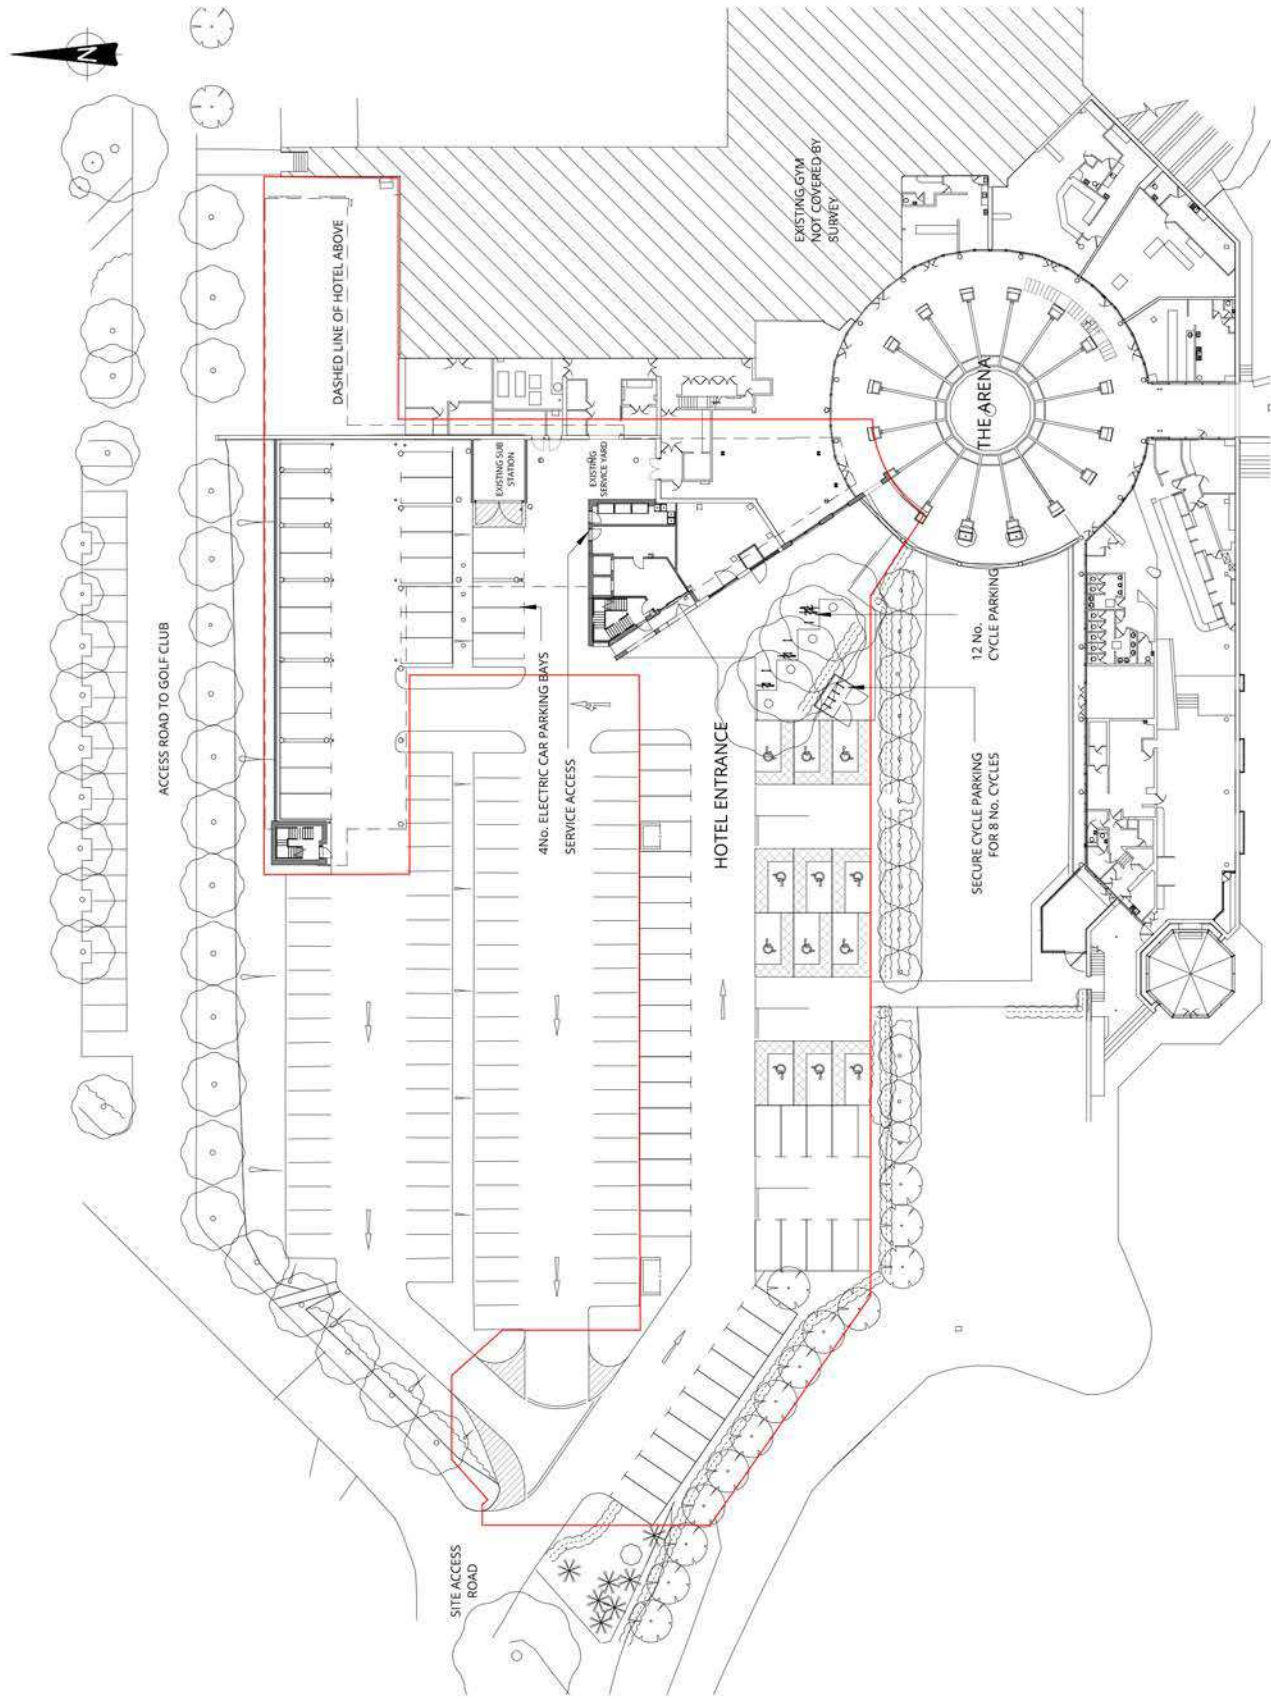 N
ACCESS ROAD TO GOLF CLUB
DASHED LINE OF HOTEL ABOVE
EXISTING GYM
NOT COVERED BY
SURVEY
EXISTING SUB
STATION
EXISTING
SERVICE YARD
THE ARENA
4No. ELECTRIC CAR PARKING BAYS
SERVICE ACCESS
HOTEL ENTRANCE
12 No.
CYCLE PARKING
SECURE CYCLE PARKING
FOR 8 No. CYCLES
SITE ACCESS
ROAD